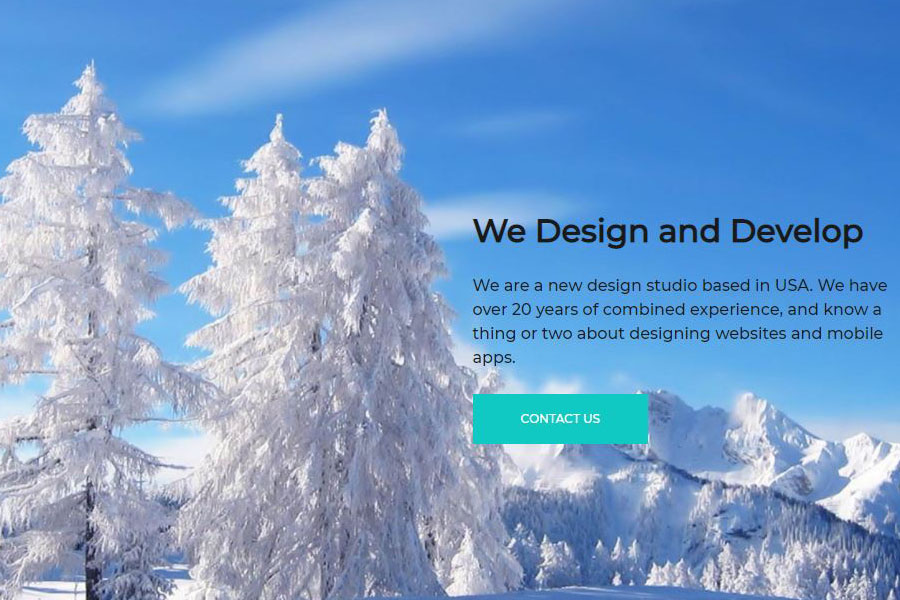 We Design and Develop
We are a new design studio based in USA. We have
over 20 years of combined experience, and know a
thing or two about designing websites and mobile
apps.
CONTACT US